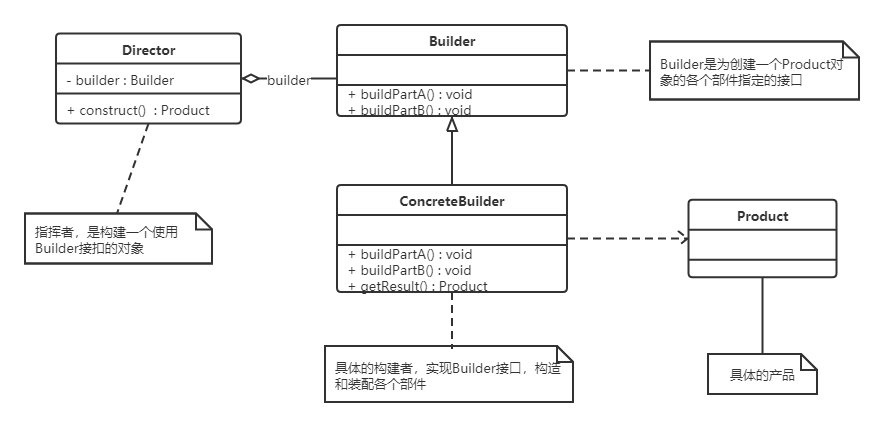 Director
- builder : Builder
+ construct()  : Product
builder
Builder
+ buildPartA() : void
+ buildPartB() : void
Builder是为创建一个Product对
象的各个部件指定的接口
指挥者，是构建一个使用
Builder接扣的对象
ConcreteBuilder
+ buildPartA() : void
+ buildPartB() : void
+ getResult() : Product
Product
具体的构建者，实现Builder接口，构造
和装配各个部件
具体的产品